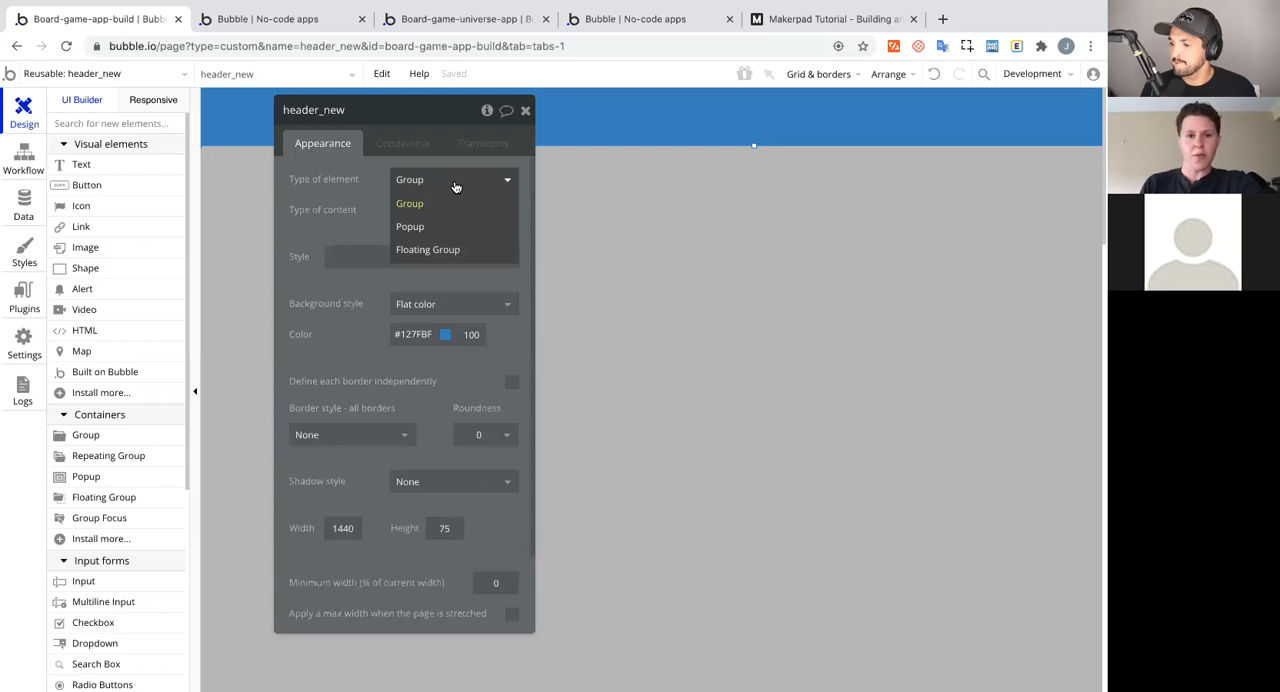 Board-game-app-build | Bubbl
Bubble | No-code apps
Board-game-universe-app | B
Bubble | No-code apps
Makerpad Tutorial - Building a
bubble.io/page?type=custom&name=header_new&id=board-game-app-build&tab=tabs-1
J
Reusable: header_new
header_new
Edit
Help
Saved
Grid & borders
Arrange
Development
Design
Workflow
Data
Styles
Plugins
Settings
Logs
UI Builder
Responsive
Search for new elements...
Visual elements
Text
Button
Icon
Link
Image
Shape
Alert
Video
HTML
Map
Built on Bubble
Install more...
Containers
Group
Repeating Group
Popup
Floating Group
Group Focus
Install more...
Input forms
Input
Multiline Input
Checkbox
Dropdown
Search Box
Radio Buttons
header_new
Appearance
Conditional
Transitions
Type of element
Group
Group
Popup
Floating Group
Type of content
Style
Background style
Flat color
Color
#127FBF
100
Define each border independently
Border style - all borders
Roundness
None
0
Shadow style
None
Width
1440
Height
75
Minimum width (% of current width)
0
Apply a max width when the page is stretched